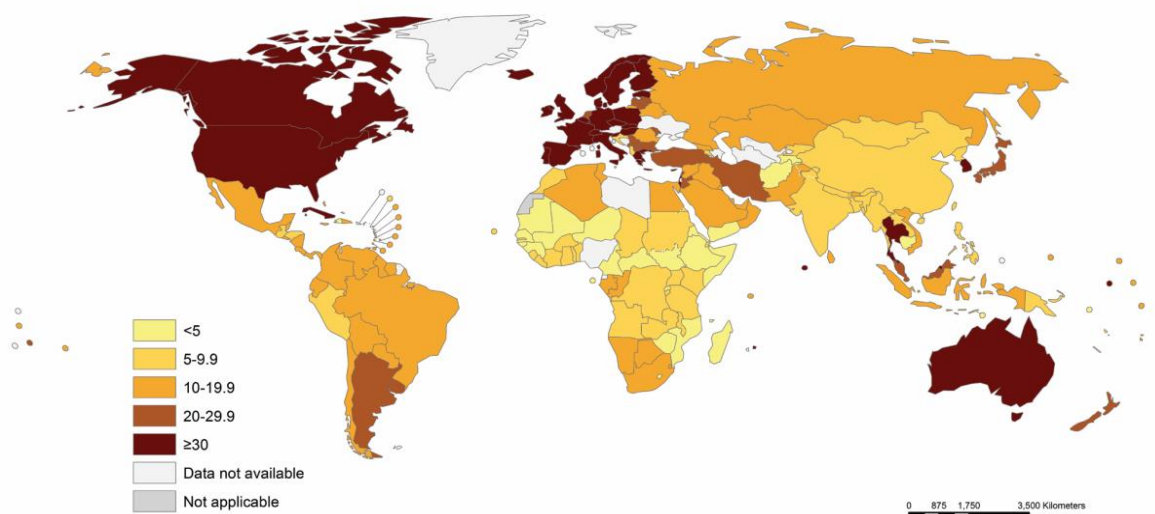 <5
5-9.9
10-19.9
20-29.9
≥30
Data not available
Not applicable
0 875 1,750 3,500 Kilometers